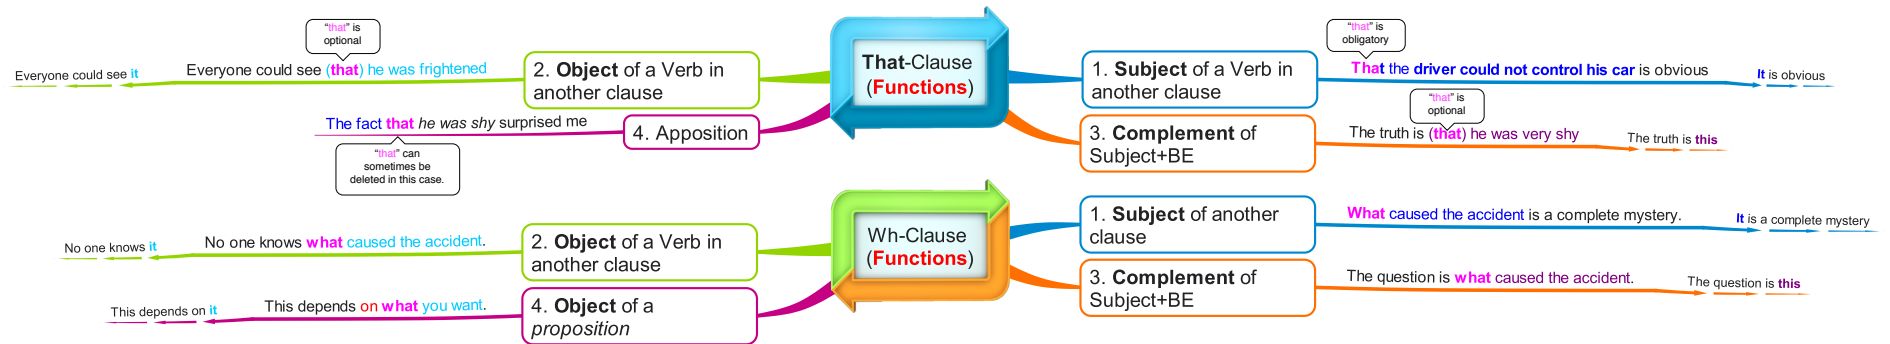 That-Clause
(Functions)
1. Subject of a Verb in
another clause
"that" is
obligatory
That the driver could not control his car is obvious
It is obvious
2. Object of a Verb in
another clause
"that" is
optional
Everyone could see (that) he was frightened
Everyone could see it
3. Complement of
Subject+BE
"that" is
optional
The truth is (that) he was very shy
The truth is this
4. Apposition
The fact that he was shy surprised me
"that" can
sometimes be
deleted in this case.
Wh-Clause
(Functions)
1. Subject of another
clause
What caused the accident is a complete mystery.
It is a complete mystery
2. Object of a Verb in
another clause
No one knows what caused the accident.
No one knows it
3. Complement of
Subject+BE
The question is what caused the accident.
The question is this
4. Object of a
proposition
This depends on what you want.
This depends on it